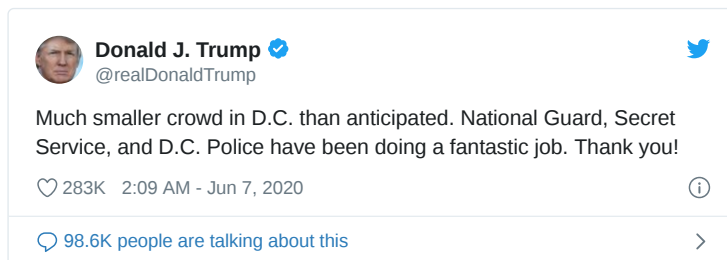 Donald J. Trump
@realDonaldTrump
Much smaller crowd in D.C. than anticipated. National Guard, Secret
Service, and D.C. Police have been doing a fantastic job. Thank you!
283K 2:09 AM - Jun 7, 2020
98.6K people are talking about this